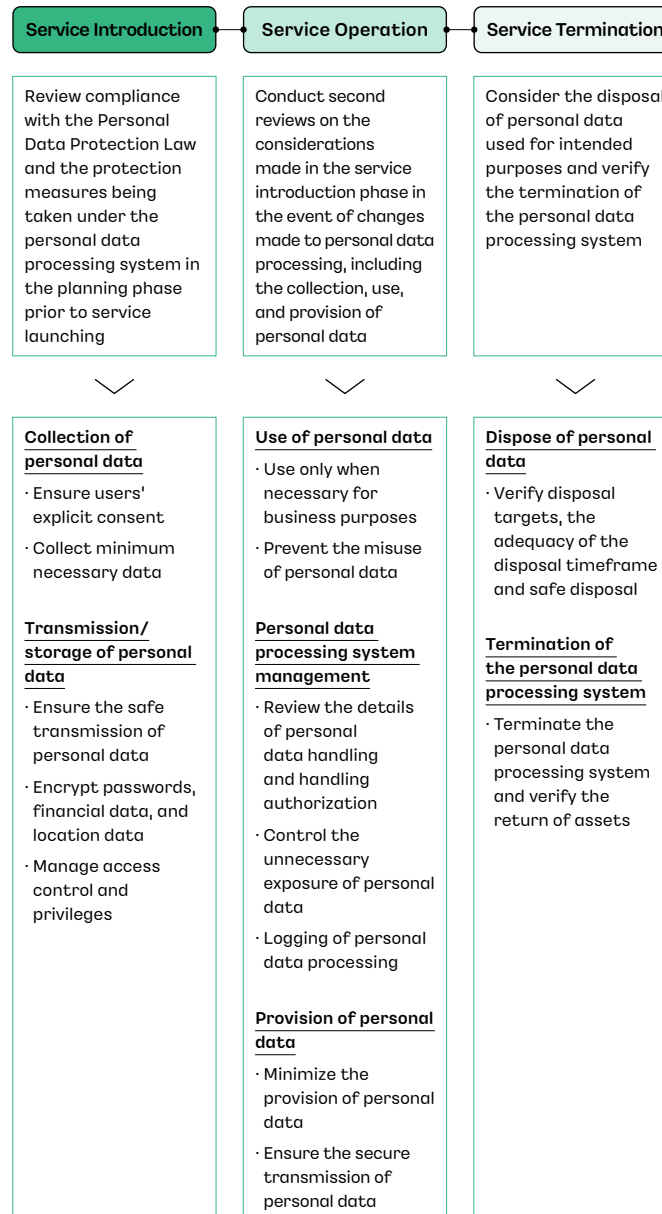 Service Introduction
Service Operation
Service Termination
Review compliance
with the Personal
Data Protection Law
and the protection
measures being
taken under the
personal data
processing system in
the planning phase
prior to service
launching
Conduct second
reviews on the
considerations
made in the service
introduction phase in
the event of changes
made to personal data
processing, including
the collection, use,
and provision of
personal data
Consider the disposal
of personal data
used for intended
purposes and verify
the termination of
the personal data
processing system
Collection of
personal data
· Ensure users'
explicit consent
· Collect minimum
necessary data
Transmission/
storage of personal
data
· Ensure the safe
transmission of
personal data
· Encrypt passwords,
financial data, and
location data
· Manage access
control and
privileges
Use of personal data
· Use only when
necessary for
business purposes
· Prevent the misuse
of personal data
Personal data
processing system
management
· Review the details
of personal
data handling
and handling
authorization
· Control the
unnecessary
exposure of personal
data
· Logging of personal
data processing
Provision of personal
data
· Minimize the
provision of personal
data
· Ensure the secure
transmission of
personal data
Dispose of personal
data
· Verify disposal
targets, the
adequacy of the
disposal timeframe
and safe disposal
Termination of
the personal data
processing system
· Terminate the
personal data
processing system
and verify the
return of assets